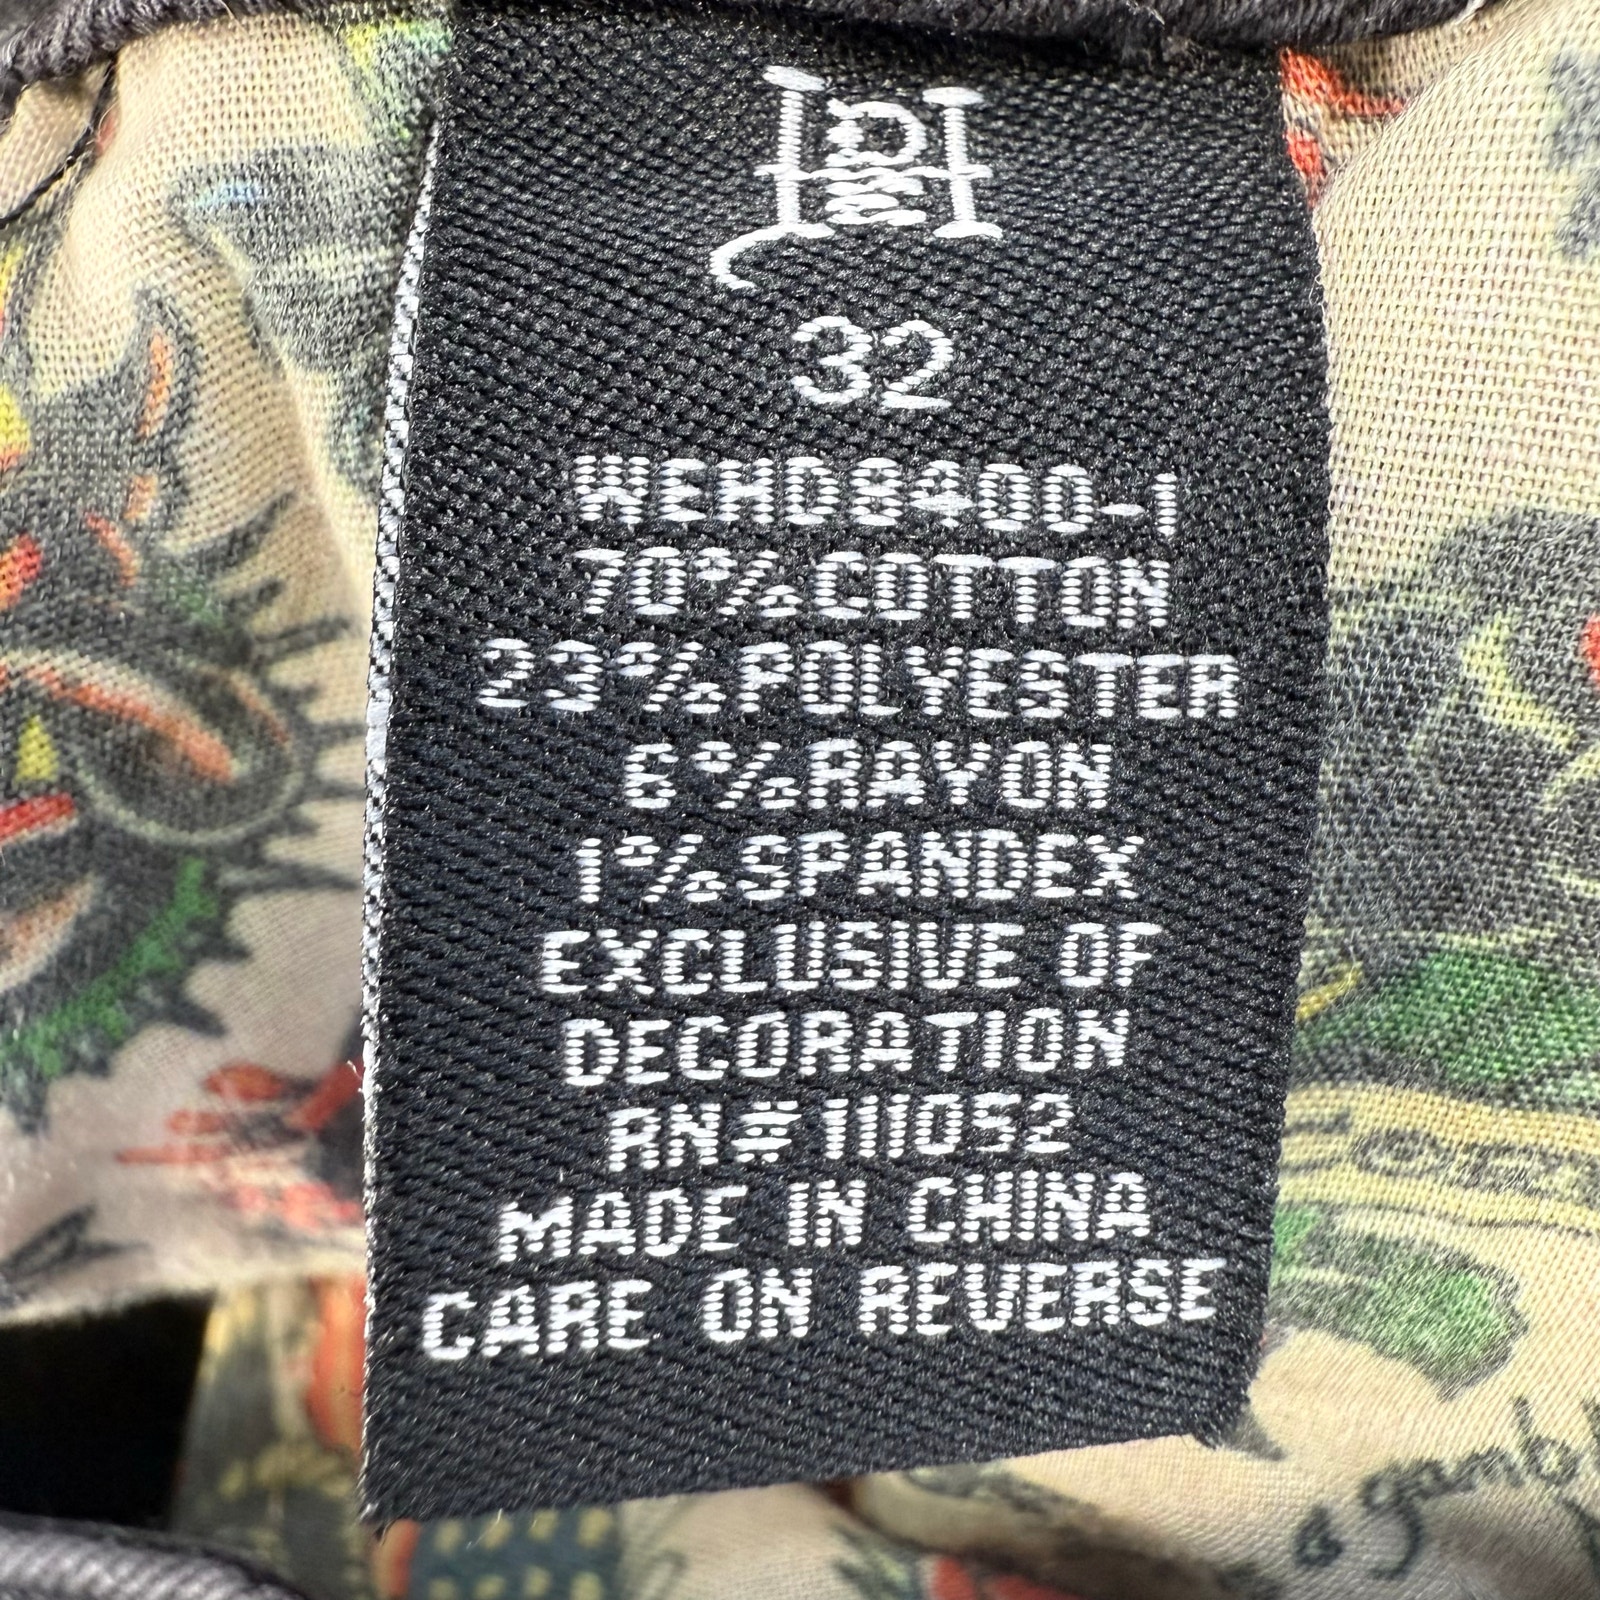 32
WEHD8400-1
70%COTTON
23%POLYESTER
6%RAYON
1%SPANDEX
EXCLUSIVE OF
DECORATION
RN#111052
MADE IN CHINA
CARE ON REVERSE